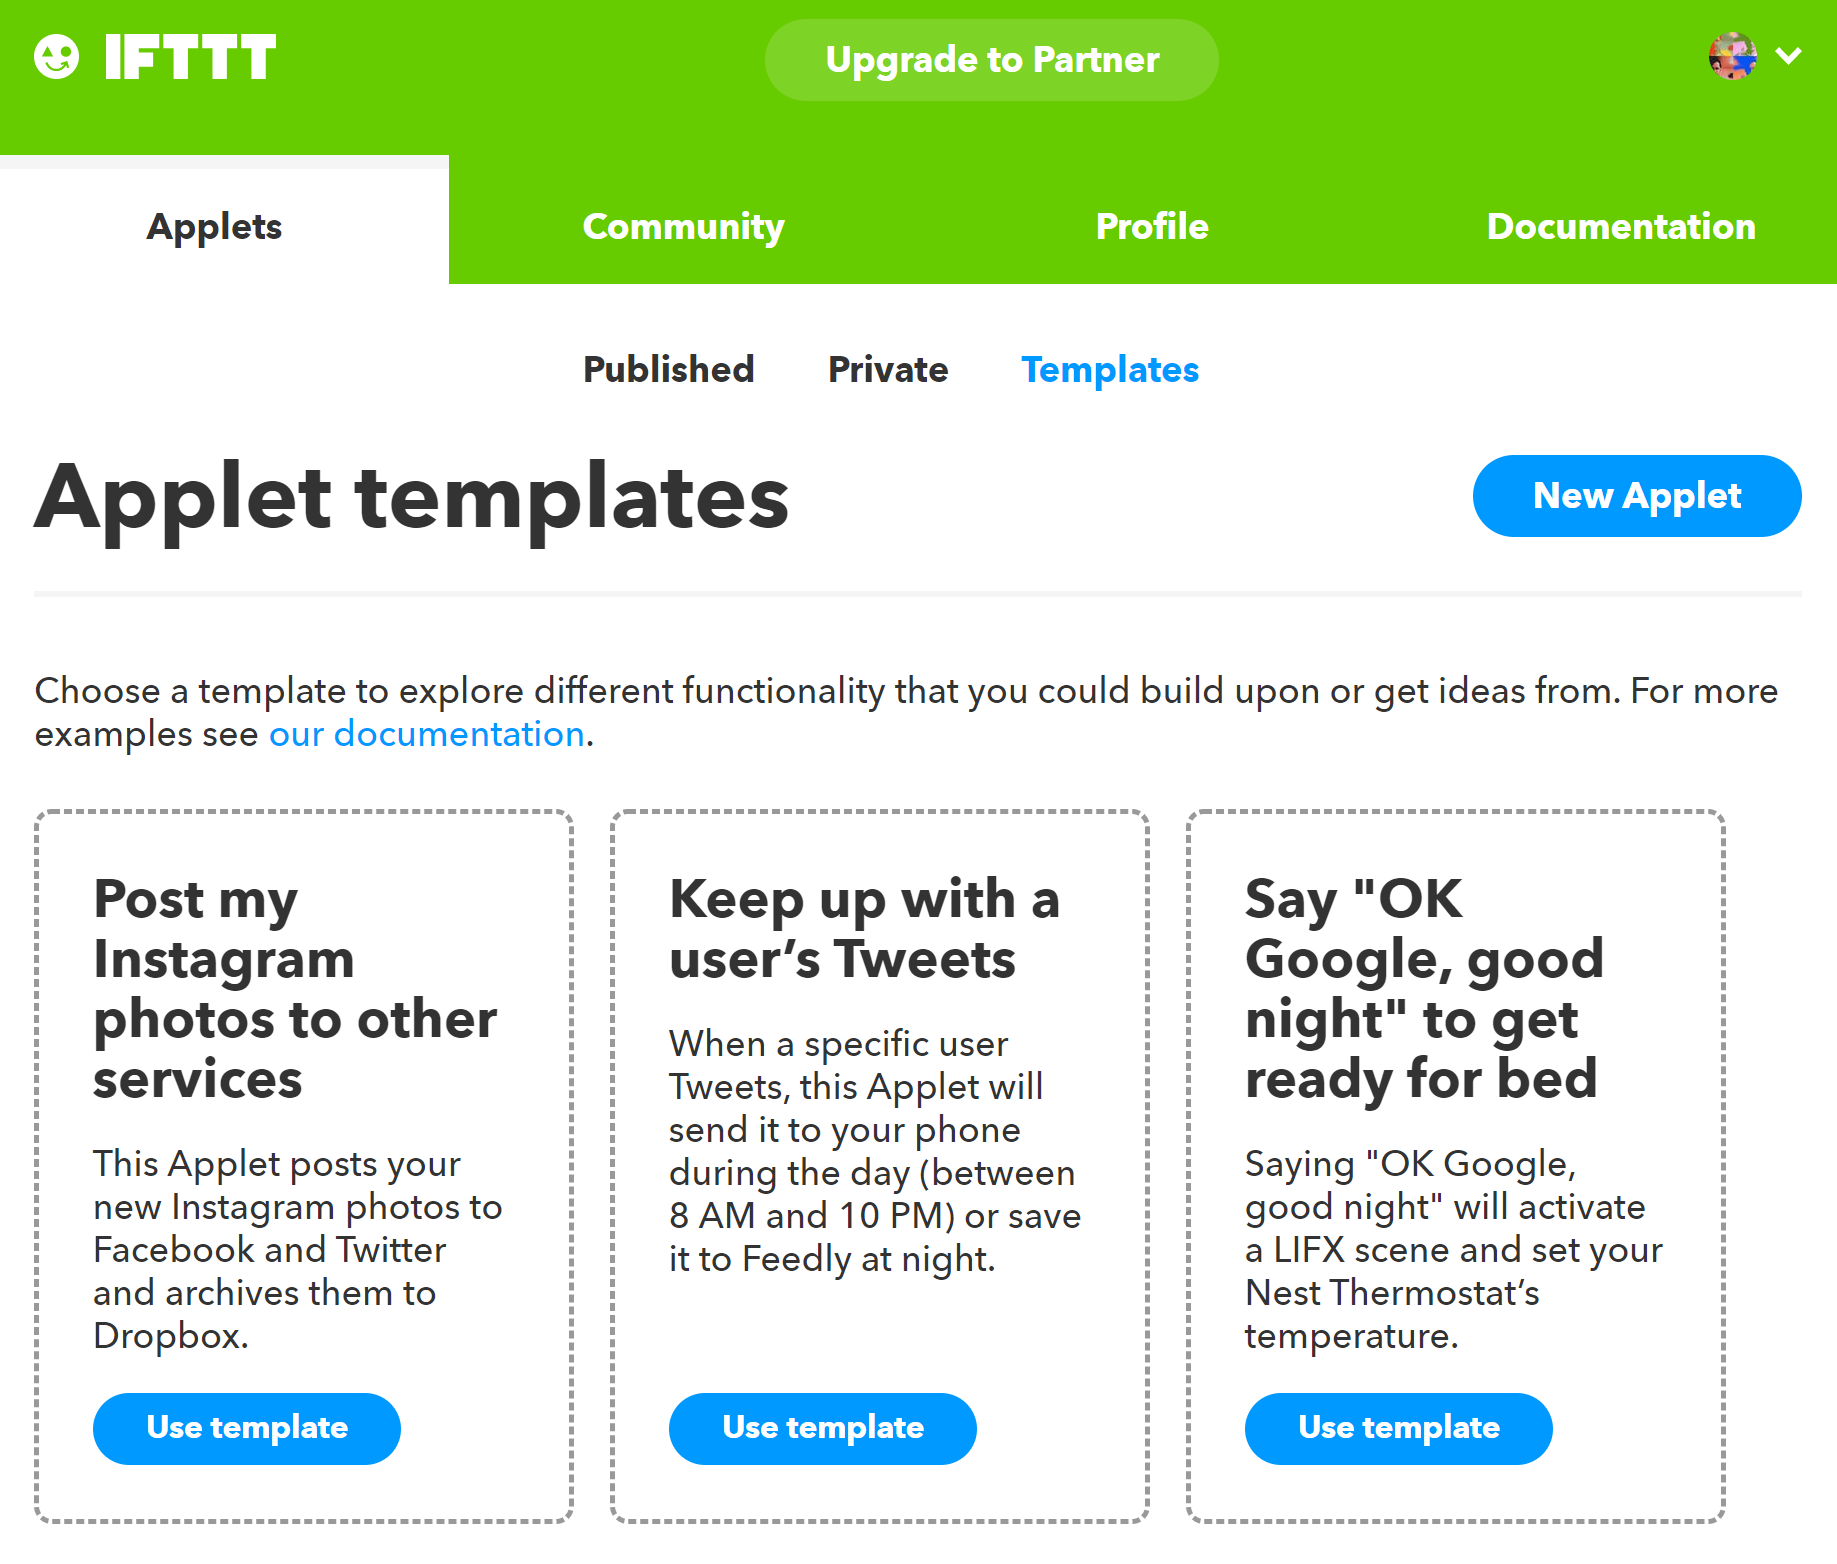 IFTTT
Upgrade to Partner
Applets
Community
Profile
Documentation
Published
Private
Templates
Applet templates
New Applet
Choose a template to explore different functionality that you could build upon or get ideas from. For more
examples see our documentation.
Post my
Instagram
photos to other
services
This Applet posts your
new Instagram photos to
Facebook and Twitter
and archives them to
Dropbox.
Use template
Keep up with a
user’s Tweets
When a specific user
Tweets, this Applet will
send it to your phone
during the day (between
8 AM and 10 PM) or save
it to Feedly at night.
Use template
Say "OK
Google, good
night" to get
ready for bed
Saying "OK Google,
good night" will activate
a LIFX scene and set your
Nest Thermostat’s
temperature.
Use template